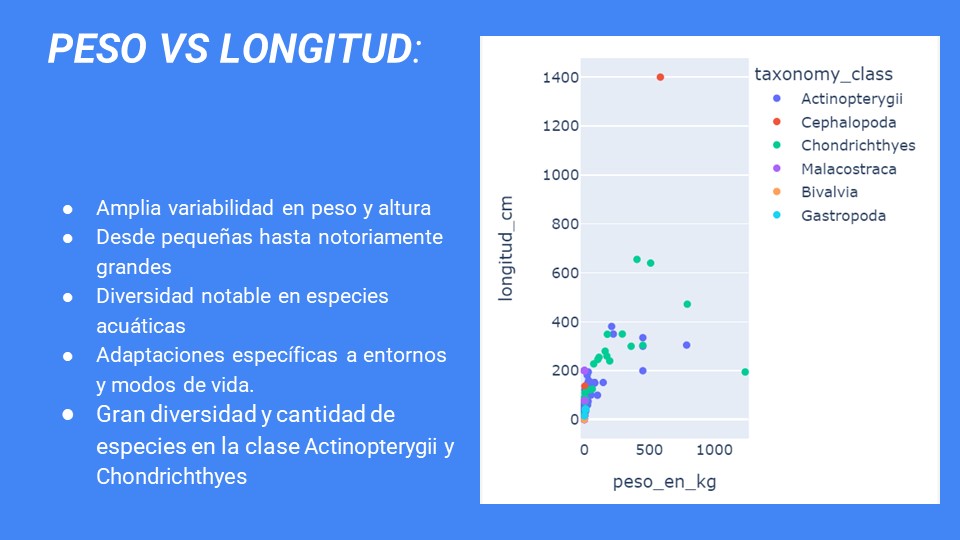 PESO VS LONGITUD:
● Amplia variabilidad en peso y altura
● Desde pequeñas hasta notoriamente
grandes
● Diversidad notable en especies
acuáticas
● Adaptaciones específicas a entornos
y modos de vida.
● Gran diversidad y cantidad de
especies en la clase Actinopterygii y
Chondrichthyes
longitud_cm
1400
1200
1000
800
600
400
200
0
0 500 1000
peso_en_kg
taxonomy_class
Actinopterygii
Cephalopoda
Chondrichthyes
Malacostraca
Bivalvia
Gastropoda